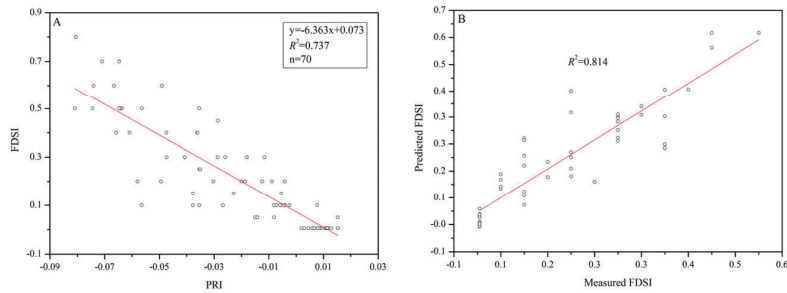 A
y=-6.363x+0.073
R²=0.737
n=70
0.9
0.7
0.5
0.3
0.1
-0.1
FDSI
-0.09 -0.07 -0.05 -0.03 -0.01 0.01 0.03
PRI
B
R²=0.814
0.7
0.6
0.5
0.4
0.3
0.2
0.1
0.0
-0.1
Predicted FDSI
-0.1 0.0 0.1 0.2 0.3 0.4 0.5 0.6
Measured FDSI